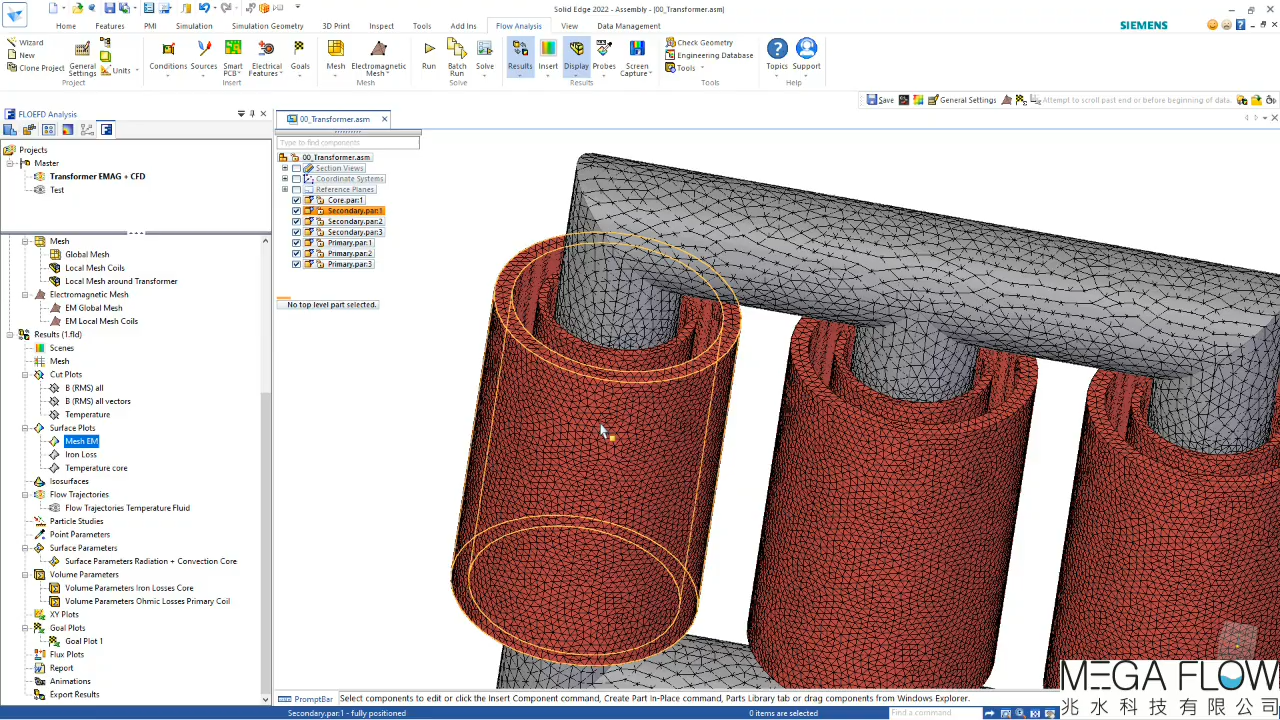 Solid Edge 2022 - Assembly - [00_Transformer.asm]
Home Features PMI Simulation Simulation Geometry 3D Print Inspect Tools Add Ins Flow Analysis View Data Management
SIEMENS
Wizard
New
Clone Project
General Settings
Units
Project
Conditions
Sources
Smart PCB
Electrical Features
Goals
Insert
Mesh
Electromagnetic Mesh
Mesh
Run
Batch Run
Solve
Solve
Results
Insert
Display
Probes
Screen Capture
Results
Check Geometry
Engineering Database
Tools
Tools
Topics
Support
Help
Save
General Settings
Attempt to scroll past end or before beginning of data.
FLOEFD Analysis
Projects
Master
Transformer EMAG + CFD
Test
Mesh
Global Mesh
Local Mesh Coils
Local Mesh around Transformer
Electromagnetic Mesh
EM Global Mesh
EM Local Mesh Coils
Results (1.fld)
Scenes
Mesh
Cut Plots
B (RMS) all
B (RMS) all vectors
Temperature
Surface Plots
Mesh EM
Iron Loss
Temperature core
Isosurfaces
Flow Trajectories
Flow Trajectories Temperature Fluid
Particle Studies
Point Parameters
Surface Parameters
Surface Parameters Radiation + Convection Core
Volume Parameters
Volume Parameters Iron Losses Core
Volume Parameters Ohmic Losses Primary Coil
XY Plots
Goal Plots
Goal Plot 1
Flux Plots
Report
Animations
Export Results
00_Transformer.asm
Type to find components
00_Transformer.asm
Section Views
Coordinate Systems
Reference Planes
Core.par:1
Secondary.par:1
Secondary.par:2
Secondary.par:3
Primary.par:1
Primary.par:2
Primary.par:3
No top level part selected.
PromptBar
Select components to edit or click the Insert Component command, Create Part In-Place command, Parts Library tab or drag components from Windows Explorer.
Secondary.par:1 - fully positioned
0 items are selected
Find a command
MEGA FLOW
兆水科技有限公司